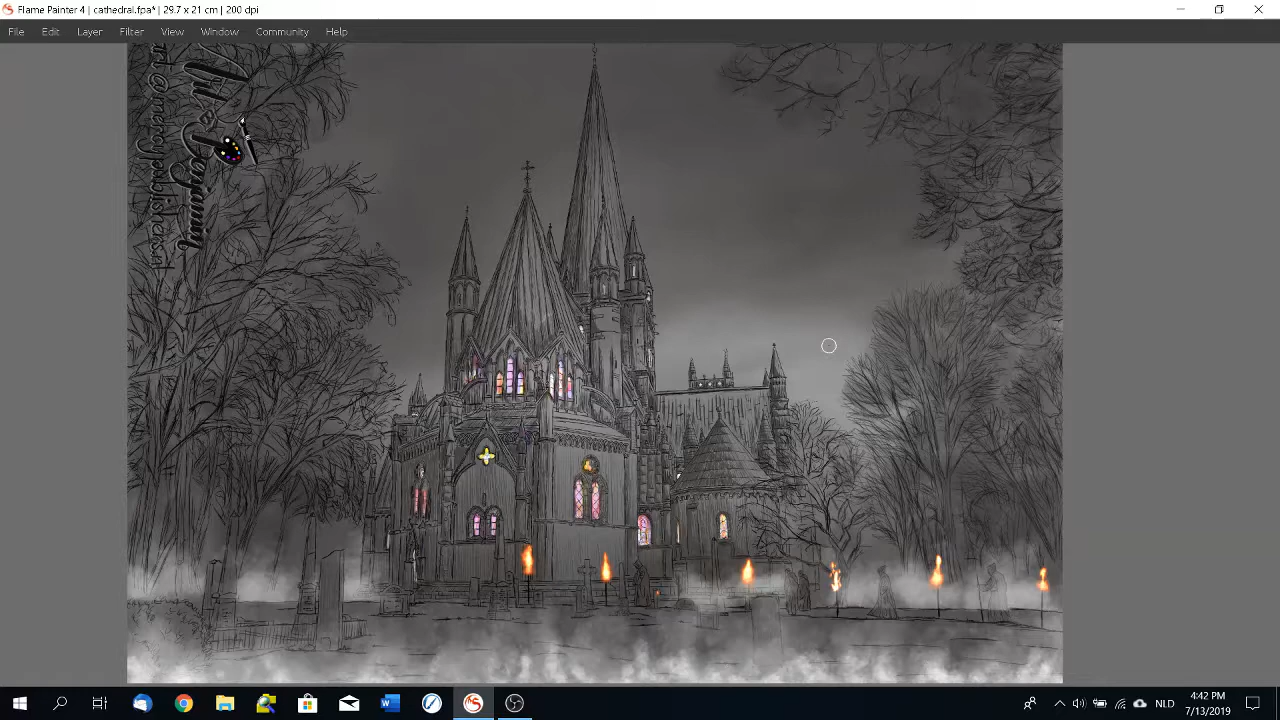 Flame Painter 4 | cathedral.fpa* | 29.7 x 21 cm | 200 dpi
File Edit Layer Filter View Window Community Help
NLD
4:42 PM
7/13/2019